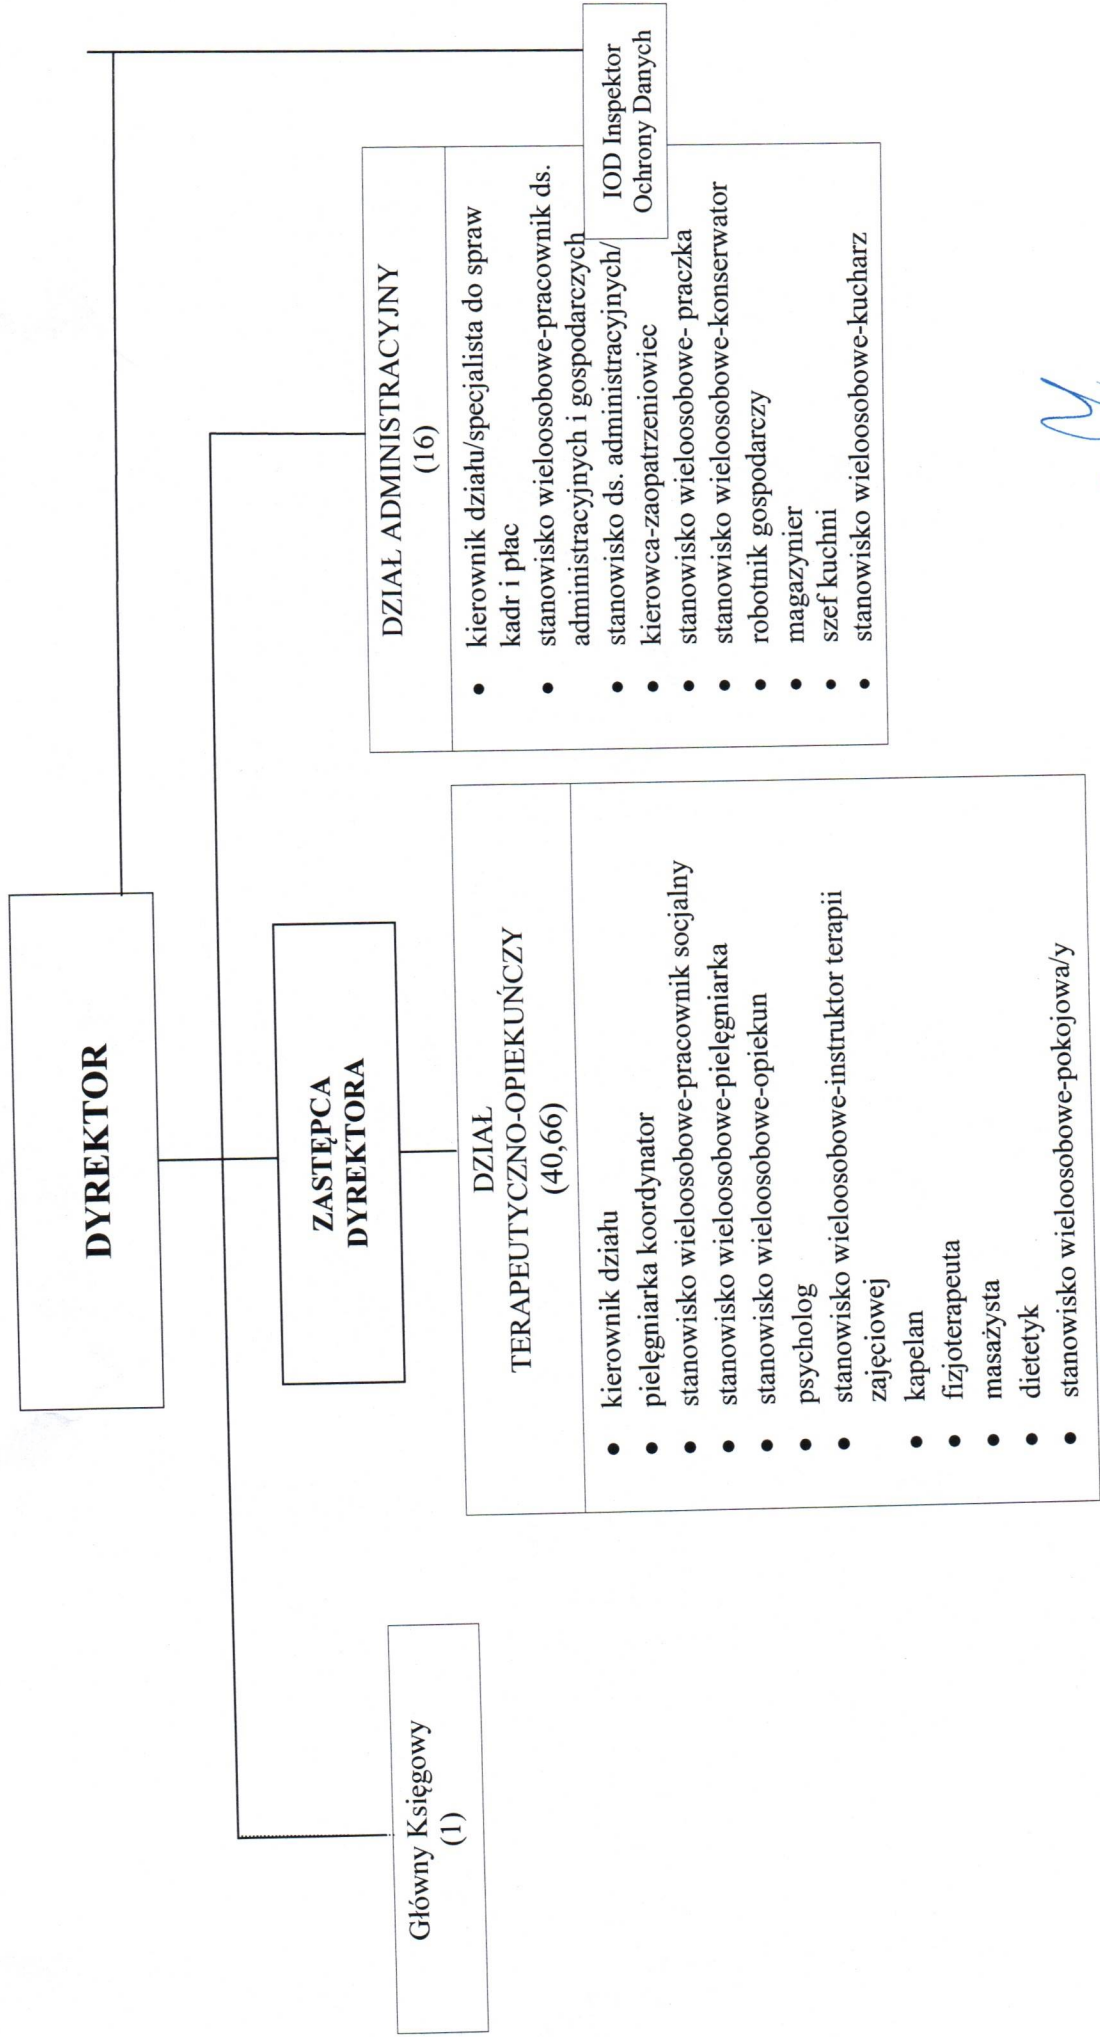 DYREKTOR
ZASTĘPCA
DYREKTORA
Główny Księgowy
(1)
DZIAŁ
TERAPEUTYCZNO-OPIEKUŃCZY
(40,66)
• kierownik działu
• pielęgniarka koordynator
• stanowisko wieloosobowe-pracownik socjalny
• stanowisko wieloosobowe-pielęgniarka
• stanowisko wieloosobowe-opiekun
• psycholog
• stanowisko wieloosobowe-instruktor terapii
zajęciowej
• kapelan
• fizjoterapeuta
• masażysta
• dietetyk
• stanowisko wieloosobowe-pokojowa/y
DZIAŁ ADMINISTRACYJNY
(16)
• kierownik działu/specjalista do spraw
kadr i płac
• stanowisko wieloosobowe-pracownik ds.
administracyjnych i gospodarczych
• stanowisko ds. administracyjnych/
• kierowca-zaopatrzeniowiec
• stanowisko wieloosobowe- praczka
• stanowisko wieloosobowe-konserwator
• robotnik gospodarczy
• magazynier
• szef kuchni
• stanowisko wieloosobowe-kucharz
IOD Inspektor
Ochrony Danych